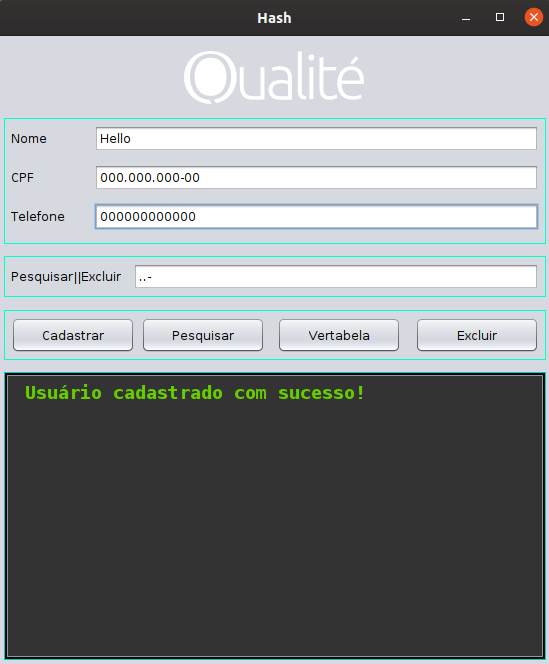 Hash
Qualité
Nome Hello
CPF 000.000.000-00
Telefone 000000000000
Pesquisar||Excluir ..-
Cadastrar Pesquisar Vertabela Excluir
Usuário cadastrado com sucesso!